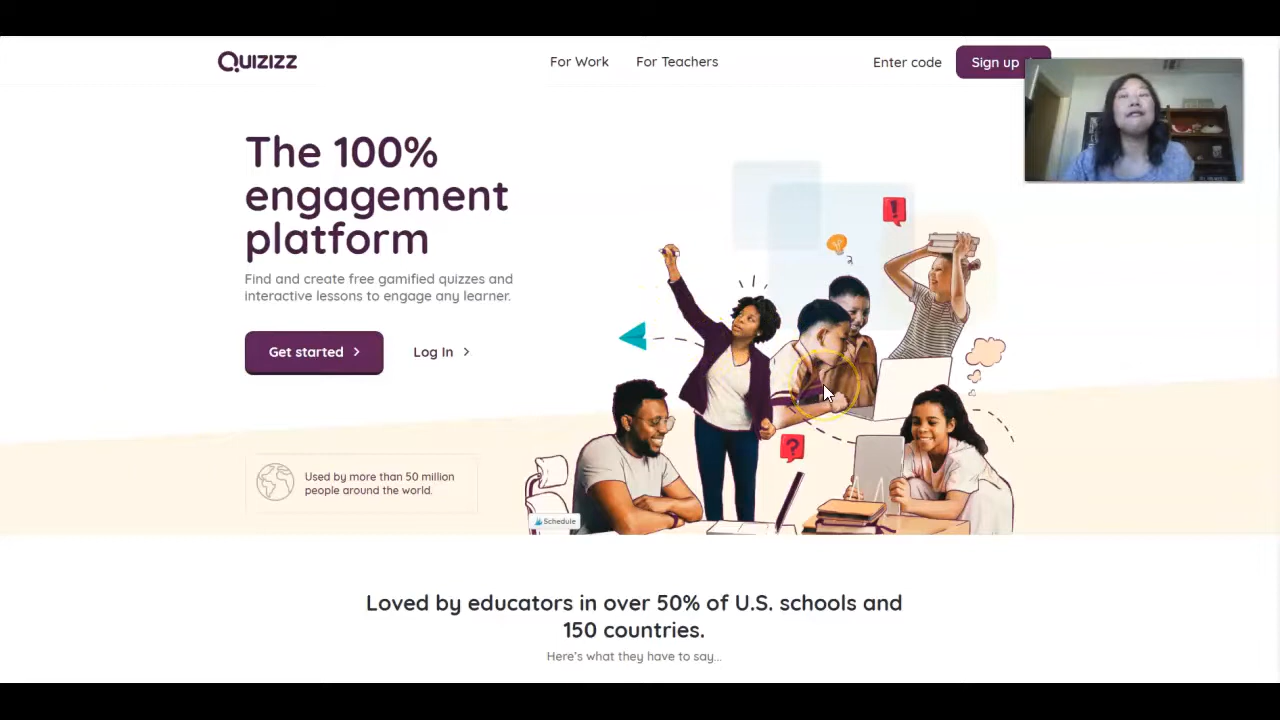 Quizizz
For Work
For Teachers
Enter code
Sign up
The 100%
engagement
platform
Find and create free gamified quizzes and
interactive lessons to engage any learner.
Get started
Log In
!
?
Used by more than 50 million
people around the world.
Schedule
Loved by educators in over 50% of U.S. schools and
150 countries.
Here's what they have to say...